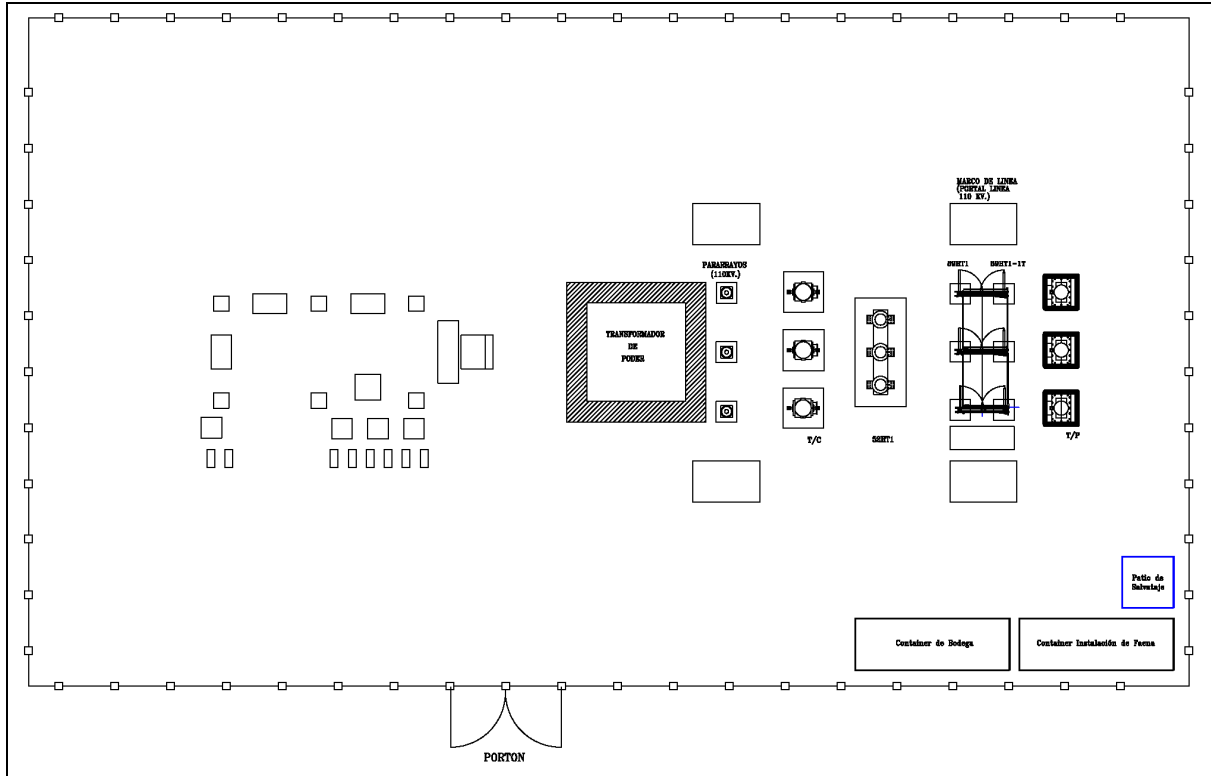 MARCO DE LINEA
(PORTAL LINEA
110 KV.)
PARARRAYOS
(110KV.)
89HT1
89HT1-1T
TRANSFORMADOR
DE
PODER
T/C
52HT1
T/P
Patio de
Salvataje
Container de Bodega
Container Instalación de Faena
PORTON